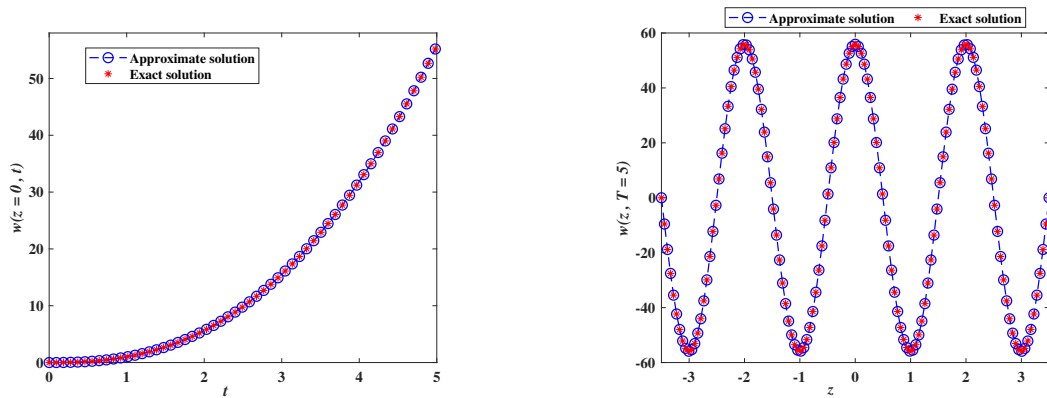 Approximate solution
Exact solution
50
40
30
20
10
0
w(z = 0 , t)
0 1 2 3 4 5
t
Approximate solution Exact solution
60
40
20
0
-20
-40
-60
w(z , T = 5)
-3 -2 -1 0 1 2 3
z